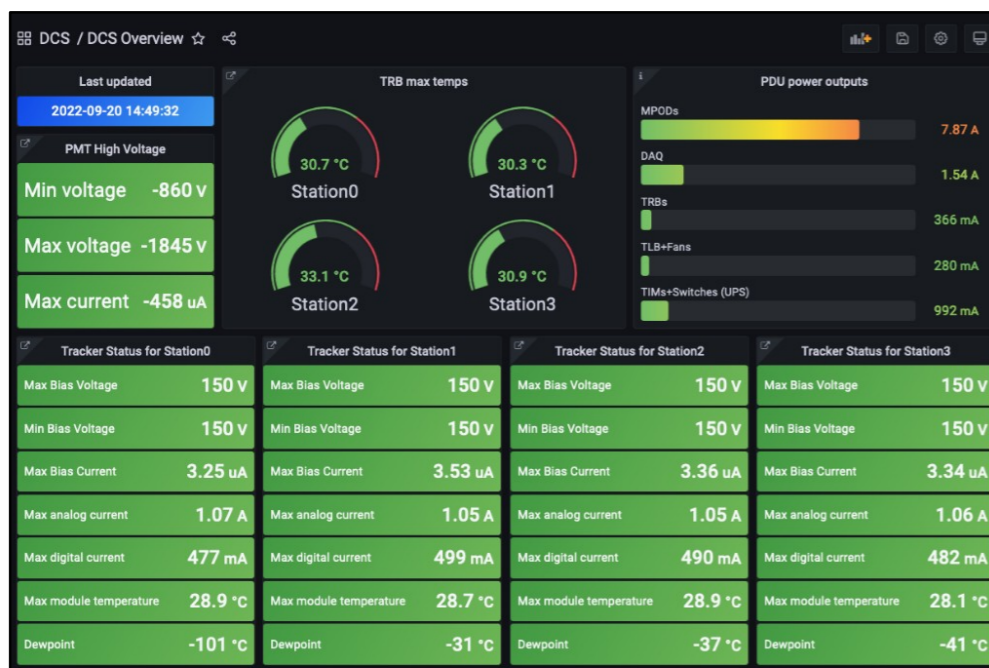 DCS / DCS Overview
Last updated
2022-09-20 14:49:32
PMT High Voltage
Min voltage -860 V
Max voltage -1845 V
Max current -458 uA
TRB max temps
30.7 °C
Station0
30.3 °C
Station1
33.1 °C
Station2
30.9 °C
Station3
PDU power outputs
MPODs
7.87 A
DAQ
1.54 A
TRBs
366 mA
TLB+Fans
280 mA
TIMs+Switches (UPS)
992 mA
Tracker Status for Station0
Max Bias Voltage 150 V
Min Bias Voltage 150 V
Max Bias Current 3.25 uA
Max analog current 1.07 A
Max digital current 477 mA
Max module temperature 28.9 °C
Dewpoint -101 °C
Tracker Status for Station1
Max Bias Voltage 150 V
Min Bias Voltage 150 V
Max Bias Current 3.53 uA
Max analog current 1.05 A
Max digital current 499 mA
Max module temperature 28.7 °C
Dewpoint -31 °C
Tracker Status for Station2
Max Bias Voltage 150 V
Min Bias Voltage 150 V
Max Bias Current 3.36 uA
Max analog current 1.05 A
Max digital current 490 mA
Max module temperature 28.9 °C
Dewpoint -37 °C
Tracker Status for Station3
Max Bias Voltage 150 V
Min Bias Voltage 150 V
Max Bias Current 3.34 uA
Max analog current 1.06 A
Max digital current 482 mA
Max module temperature 28.1 °C
Dewpoint -41 °C